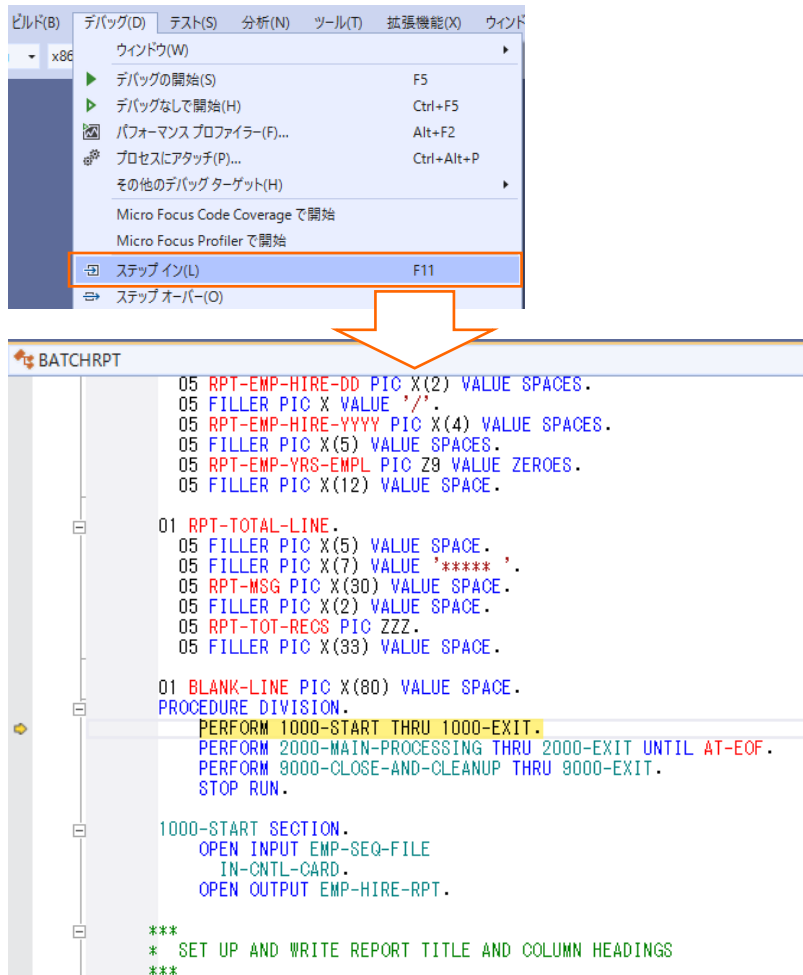 ビルド(B) デバッグ(D) テスト(S) 分析(N) ツール(T) 拡張機能(X) ウィンド
x86
ウィンドウ(W)
デバッグの開始(S) F5
デバッグなしで開始(H) Ctrl+F5
パフォーマンス プロファイラー(F)... Alt+F2
プロセスにアタッチ(P)... Ctrl+Alt+P
その他のデバッグ ターゲット(H)
Micro Focus Code Coverage で開始
Micro Focus Profiler で開始
ステップ イン(L) F11
ステップ オーバー(O)
BATCHRPT
05 RPT-EMP-HIRE-DD PIC X(2) VALUE SPACES.
05 FILLER PIC X VALUE '/'.
05 RPT-EMP-HIRE-YYYY PIC X(4) VALUE SPACES.
05 FILLER PIC X(5) VALUE SPACES.
05 RPT-EMP-YRS-EMPL PIC Z9 VALUE ZEROES.
05 FILLER PIC X(12) VALUE SPACE.
01 RPT-TOTAL-LINE.
05 FILLER PIC X(5) VALUE SPACE.
05 FILLER PIC X(7) VALUE '***** '.
05 RPT-MSG PIC X(30) VALUE SPACE.
05 FILLER PIC X(2) VALUE SPACE.
05 RPT-TOT-RECS PIC ZZZ.
05 FILLER PIC X(33) VALUE SPACE.
01 BLANK-LINE PIC X(80) VALUE SPACE.
PROCEDURE DIVISION.
PERFORM 1000-START THRU 1000-EXIT.
PERFORM 2000-MAIN-PROCESSING THRU 2000-EXIT UNTIL AT-EOF.
PERFORM 9000-CLOSE-AND-CLEANUP THRU 9000-EXIT.
STOP RUN.
1000-START SECTION.
OPEN INPUT EMP-SEQ-FILE
IN-CNTL-CARD.
OPEN OUTPUT EMP-HIRE-RPT.
***
* SET UP AND WRITE REPORT TITLE AND COLUMN HEADINGS
***